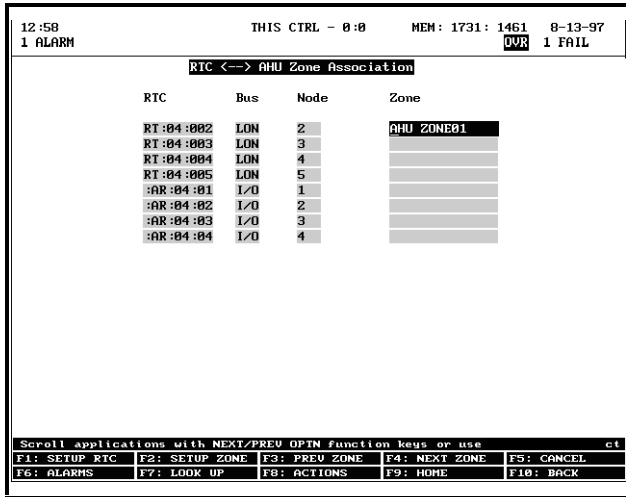 12:58 THIS CTRL - 0:0 MEM: 1731: 1461 8-13-97
1 ALARM OVR 1 FAIL
RTC <--> AHU Zone Association
RTC Bus Node Zone
RT:04:002 LON 2 AHU ZONE01
RT:04:003 LON 3
RT:04:004 LON 4
RT:04:005 LON 5
:AR:04:01 I/O 1
:AR:04:02 I/O 2
:AR:04:03 I/O 3
:AR:04:04 I/O 4
Scroll applications with NEXT/PREV OPTN function keys or use ct
F1: SETUP RTC F2: SETUP ZONE F3: PREV ZONE F4: NEXT ZONE F5: CANCEL
F6: ALARMS F7: LOOK UP F8: ACTIONS F9: HOME F10: BACK